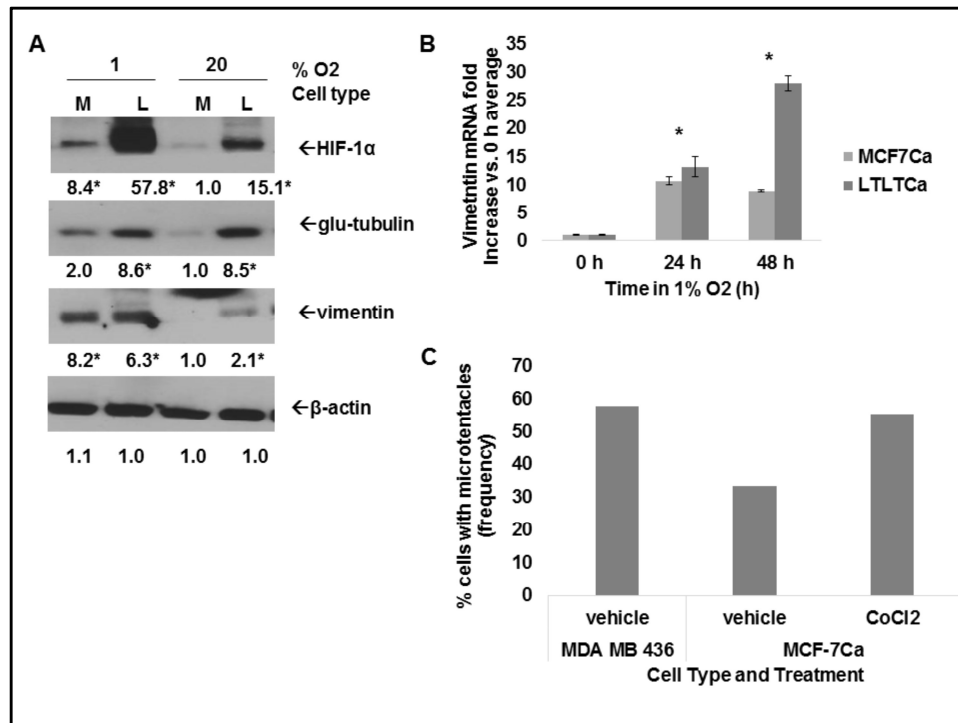 A
1 20 % O2
Cell type
M L M L
←HIF-1α
8.4* 57.8* 1.0 15.1*
←glu-tubulin
2.0 8.6* 1.0 8.5*
←vimentin
8.2* 6.3* 1.0 2.1*
←β-actin
1.1 1.0 1.0 1.0
B
Vimetntin mRNA fold
Increase vs. 0 h average
35
30
25
20
15
10
5
0
*
*
0 h 24 h 48 h
Time in 1% O2 (h)
MCF7Ca
LTLTCa
C
% cells with microtentacles
(frequency)
70
60
50
40
30
20
10
0
vehicle vehicle CoCl2
MDA MB 436 MCF-7Ca
Cell Type and Treatment